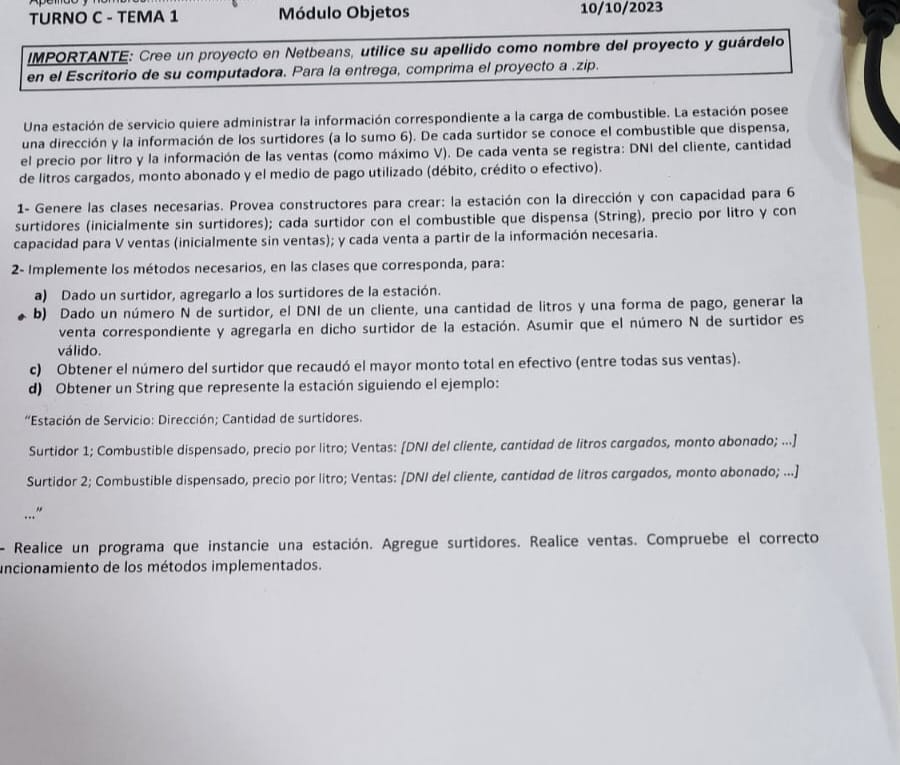 TURNO C - TEMA 1
Módulo Objetos
10/10/2023
IMPORTANTE: Cree un proyecto en Netbeans, utilice su apellido como nombre del proyecto y guárdelo
en el Escritorio de su computadora. Para la entrega, comprima el proyecto a .zip.
Una estación de servicio quiere administrar la información correspondiente a la carga de combustible. La estación posee
una dirección y la información de los surtidores (a lo sumo 6). De cada surtidor se conoce el combustible que dispensa,
el precio por litro y la información de las ventas (como máximo V). De cada venta se registra: DNI del cliente, cantidad
de litros cargados, monto abonado y el medio de pago utilizado (débito, crédito o efectivo).
1- Genere las clases necesarias. Provea constructores para crear: la estación con la dirección y con capacidad para 6
surtidores (inicialmente sin surtidores); cada surtidor con el combustible que dispensa (String), precio por litro y con
capacidad para V ventas (inicialmente sin ventas); y cada venta a partir de la información necesaria.
2- Implemente los métodos necesarios, en las clases que corresponda, para:
a) Dado un surtidor, agregarlo a los surtidores de la estación.
b) Dado un número N de surtidor, el DNI de un cliente, una cantidad de litros y una forma de pago, generar la
venta correspondiente y agregarla en dicho surtidor de la estación. Asumir que el número N de surtidor es
válido.
c) Obtener el número del surtidor que recaudó el mayor monto total en efectivo (entre todas sus ventas).
d) Obtener un String que represente la estación siguiendo el ejemplo:
"Estación de Servicio: Dirección; Cantidad de surtidores.
Surtidor 1; Combustible dispensado, precio por litro; Ventas: [DNI del cliente, cantidad de litros cargados, monto abonado; ...]
Surtidor 2; Combustible dispensado, precio por litro; Ventas: [DNI del cliente, cantidad de litros cargados, monto abonado; ...]
..."
- Realice un programa que instancie una estación. Agregue surtidores. Realice ventas. Compruebe el correcto
uncionamiento de los métodos implementados.